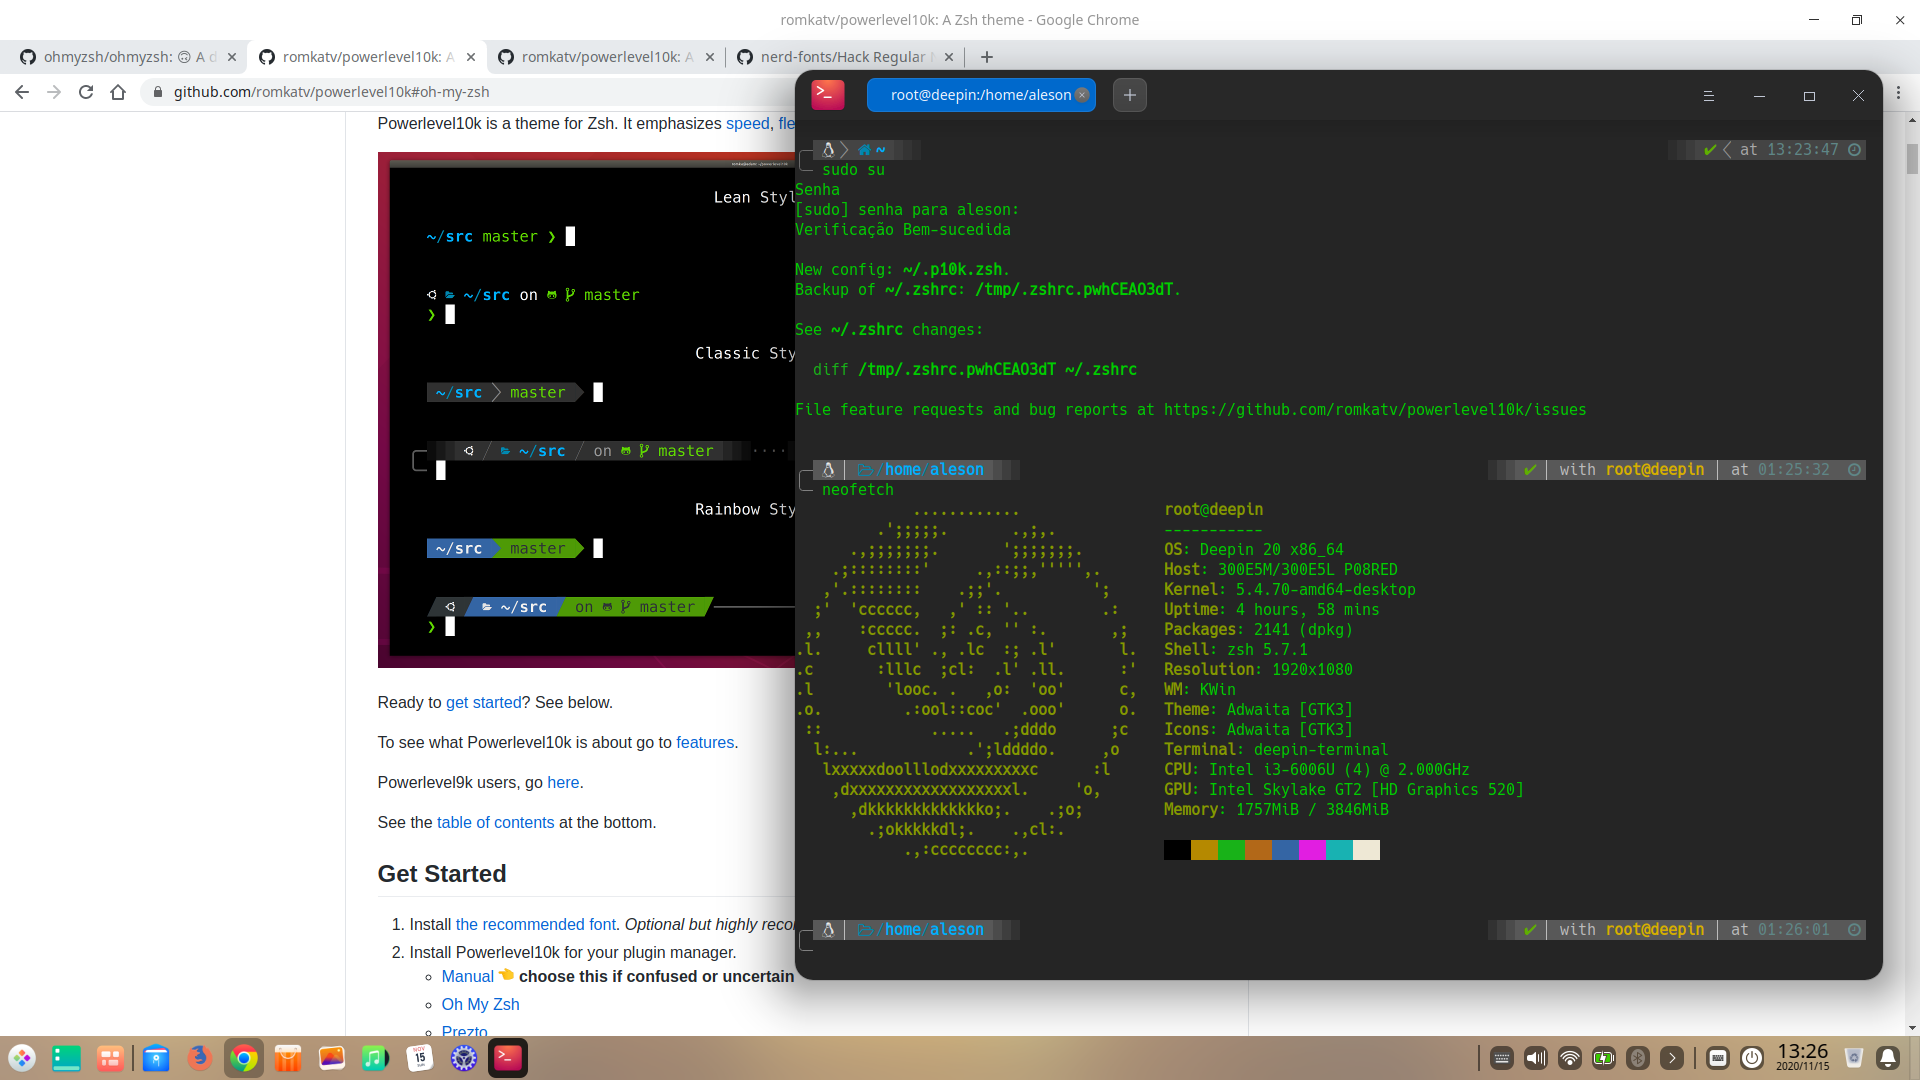 romkatv/powerlevel10k: A Zsh theme - Google Chrome
ohmyzsh/ohmyzsh: 🙃 A d
romkatv/powerlevel10k: A
romkatv/powerlevel10k: A
nerd-fonts/Hack Regular
github.com/romkatv/powerlevel10k#oh-my-zsh
Powerlevel10k is a theme for Zsh. It emphasizes speed, fle
Lean Styl
~/src master ❯
~/src on master
❯
Classic Sty
~/src master
~/src / on master ····
Rainbow Sty
~/src master
~/src on master
❯
Ready to get started? See below.
To see what Powerlevel10k is about go to features.
Powerlevel9k users, go here.
See the table of contents at the bottom.
Get Started
1. Install the recommended font. Optional but highly reco
2. Install Powerlevel10k for your plugin manager.
Manual 👈 choose this if confused or uncertain
Oh My Zsh
Prezto
root@deepin:/home/aleson
~
✔ at 13:23:47
sudo su
Senha
[sudo] senha para aleson:
Verificação Bem-sucedida
New config: ~/.p10k.zsh.
Backup of ~/.zshrc: /tmp/.zshrc.pwhCEAO3dT.
See ~/.zshrc changes:
diff /tmp/.zshrc.pwhCEAO3dT ~/.zshrc
File feature requests and bug reports at https://github.com/romkatv/powerlevel10k/issues
/home/aleson
✔ with root@deepin at 01:25:32
neofetch
root@deepin
-----------
OS: Deepin 20 x86_64
Host: 300E5M/300E5L P08RED
Kernel: 5.4.70-amd64-desktop
Uptime: 4 hours, 58 mins
Packages: 2141 (dpkg)
Shell: zsh 5.7.1
Resolution: 1920x1080
WM: KWin
Theme: Adwaita [GTK3]
Icons: Adwaita [GTK3]
Terminal: deepin-terminal
CPU: Intel i3-6006U (4) @ 2.000GHz
GPU: Intel Skylake GT2 [HD Graphics 520]
Memory: 1757MiB / 3846MiB
/home/aleson
✔ with root@deepin at 01:26:01
NOV
15
13:26
2020/11/15